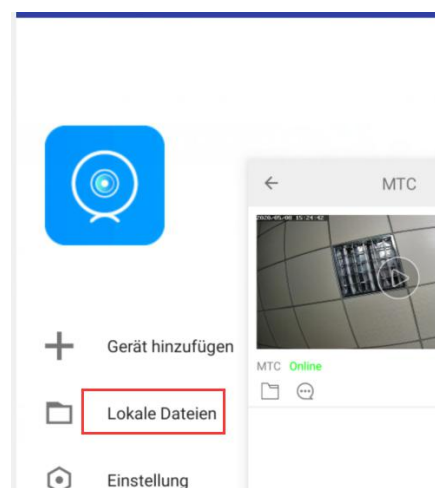 MTC
2020-05-08 15:24:42
MTC Online
Gerät hinzufügen
Lokale Dateien
Einstellung